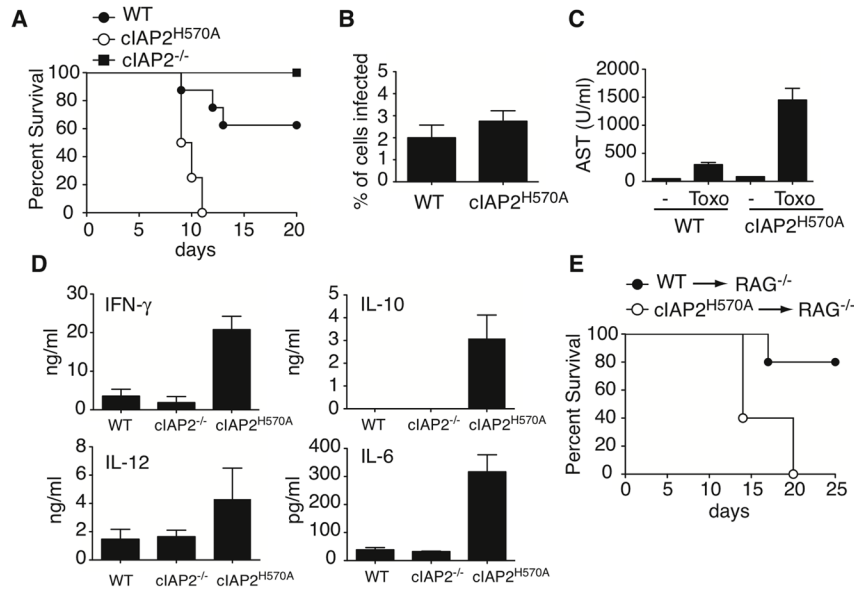 A
WT
cIAP2H570A
cIAP2-/-
Percent Survival
100
80
60
40
20
0
0 5 10 15 20
days
B
% of cells infected
5
4
3
2
1
0
WT cIAP2H570A
C
AST (U/ml)
2000
1500
1000
500
0
- Toxo - Toxo
WT cIAP2H570A
D
IFN-γ
ng/ml
30
20
10
0
WT cIAP2-/- cIAP2H570A
IL-10
ng/ml
5
4
3
2
1
0
WT cIAP2-/- cIAP2H570A
IL-12
ng/ml
8
6
4
2
0
WT cIAP2-/- cIAP2H570A
IL-6
pg/ml
400
300
200
100
0
WT cIAP2-/- cIAP2H570A
E
WT → RAG-/-
cIAP2H570A → RAG-/-
Percent Survival
100
80
60
40
20
0
0 5 10 15 20 25
days